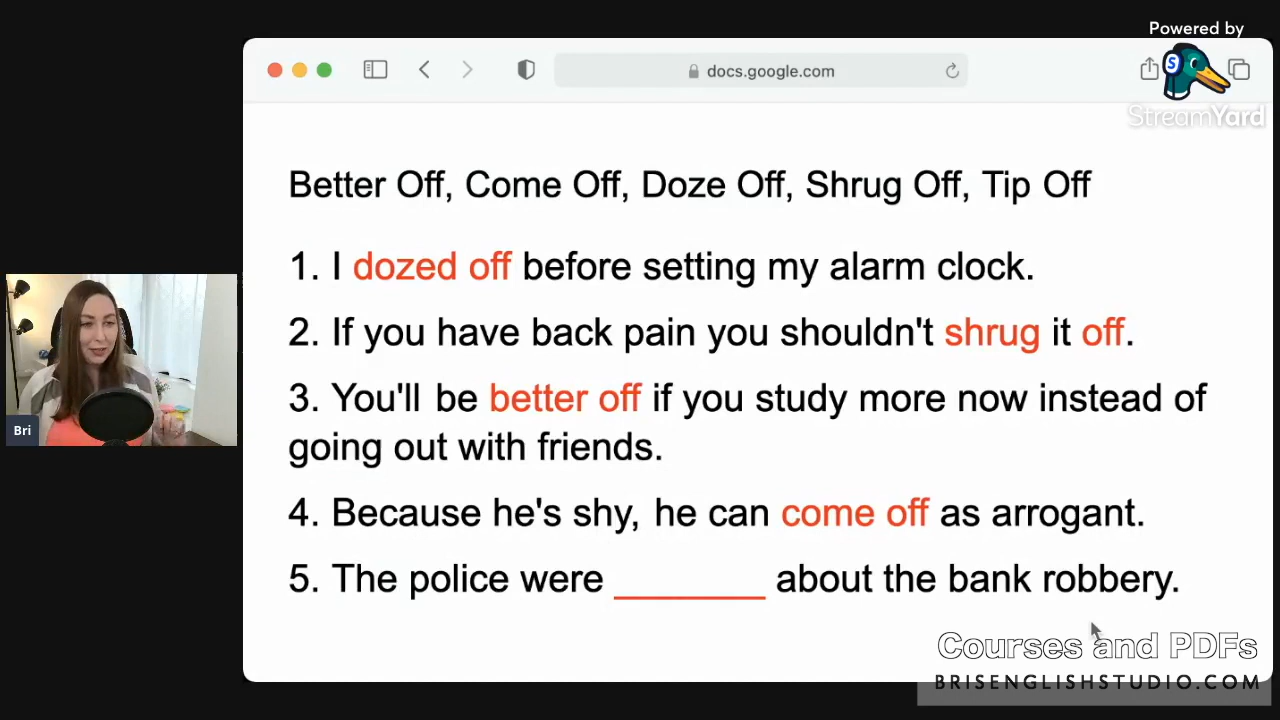 Powered by
docs.google.com
S
StreamYard
Better Off, Come Off, Doze Off, Shrug Off, Tip Off
1. I dozed off before setting my alarm clock.
2. If you have back pain you shouldn't shrug it off.
3. You'll be better off if you study more now instead of
going out with friends.
4. Because he's shy, he can come off as arrogant.
5. The police were _______ about the bank robbery.
Bri
Courses and PDFs
BRISENGLISHSTUDIO.COM